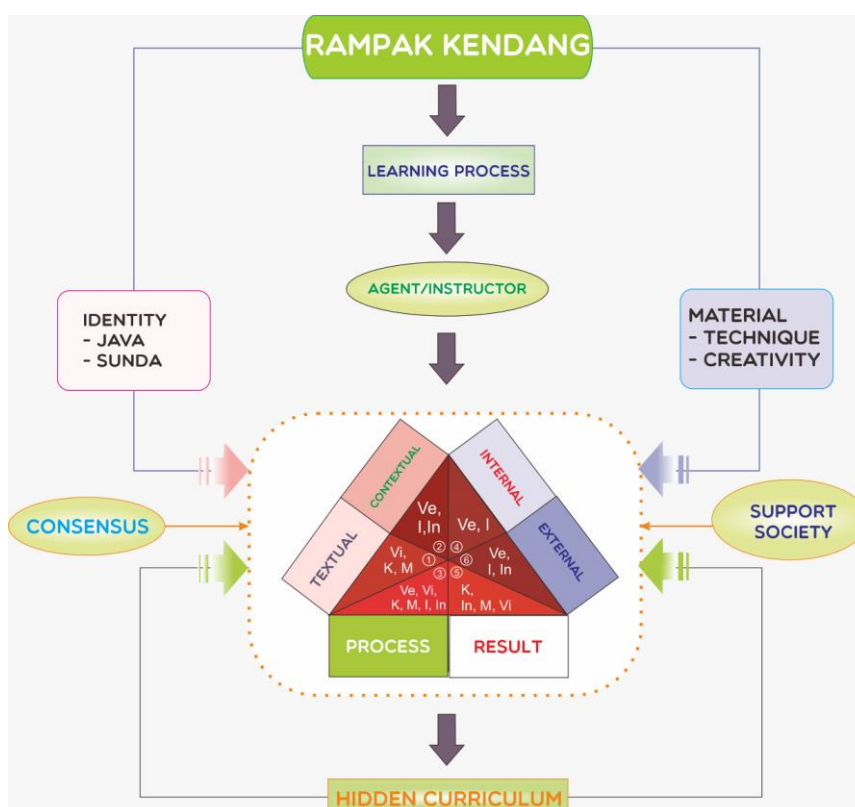 RAMPAK KENDANG
LEARNING PROCESS
AGENT/INSTRUCTOR
IDENTITY
- JAVA
- SUNDA
MATERIAL
- TECHNIQUE
- CREATIVITY
CONTEXTUAL
INTERNAL
TEXTUAL
EXTERNAL
Ve,
I,In
Ve, I
② ④
Vi,
K, M
① ⑥
Ve,
I, In
③ ⑤
Ve, Vi,
K, M, I, In
K,
In, M, Vi
CONSENSUS
SUPPORT
SOCIETY
PROCESS
RESULT
HIDDEN CURRICULUM